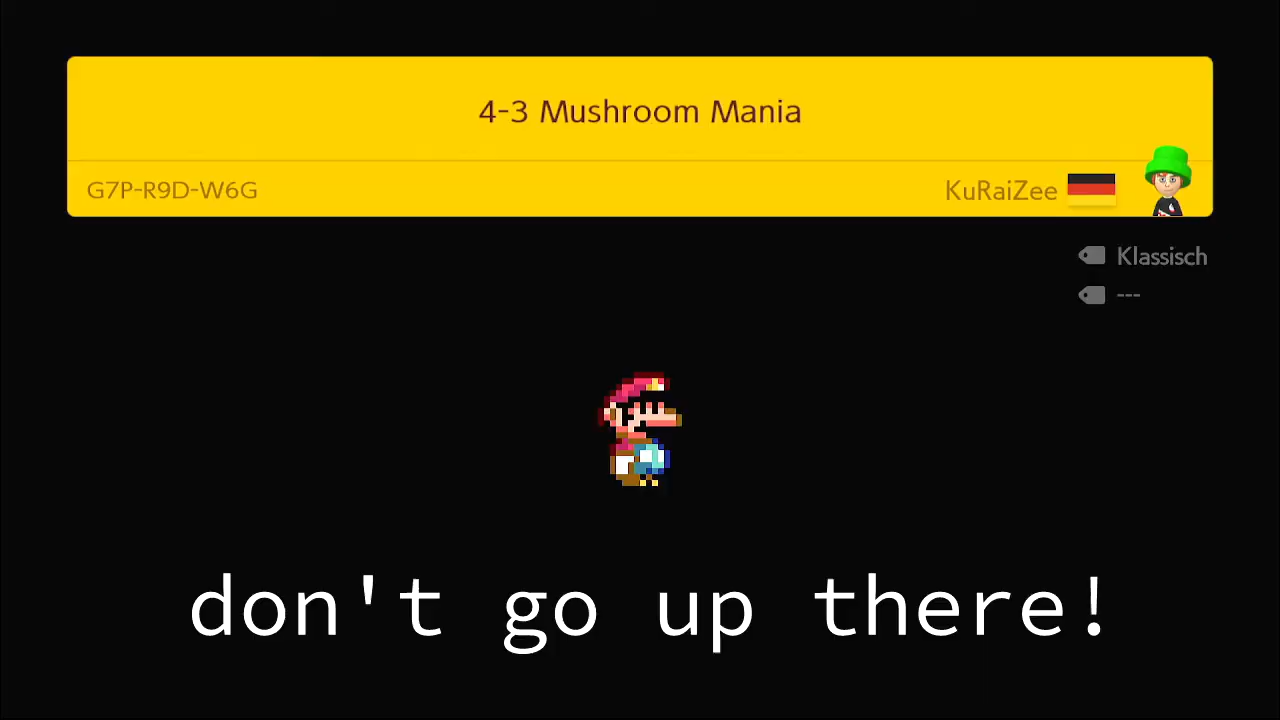 4-3 Mushroom Mania
G7P-R9D-W6G
KuRaiZee
Klassisch
---
don't go up there!